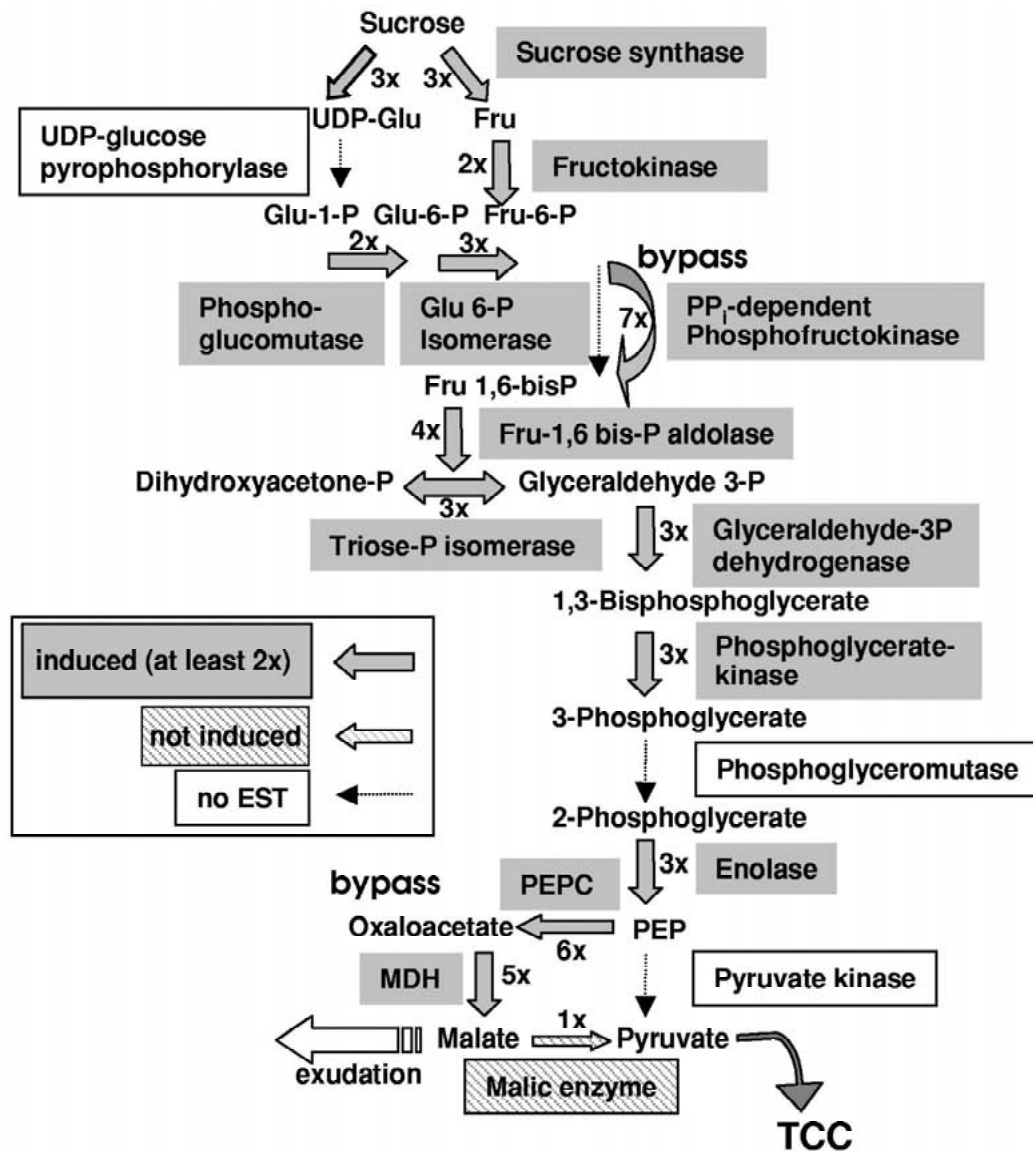 Sucrose
Sucrose synthase
3x 3x
UDP-Glu Fru
UDP-glucose
pyrophosphorylase
2x
Fructokinase
Glu-1-P Glu-6-P Fru-6-P
2x 3x
bypass
Phospho-
glucomutase
Glu 6-P
Isomerase
7x
PPi-dependent
Phosphofructokinase
Fru 1,6-bisP
4x
Fru-1,6 bis-P aldolase
Dihydroxyacetone-P Glyceraldehyde 3-P
3x
Triose-P isomerase
3x
Glyceraldehyde-3P
dehydrogenase
1,3-Bisphosphoglycerate
induced (at least 2x)
not induced
no EST
3x
Phosphoglycerate-
kinase
3-Phosphoglycerate
Phosphoglyceromutase
2-Phosphoglycerate
3x
Enolase
bypass
PEPC
Oxaloacetate
6x
PEP
MDH
5x
Pyruvate kinase
Malate
1x
Pyruvate
exudation
Malic enzyme
TCC